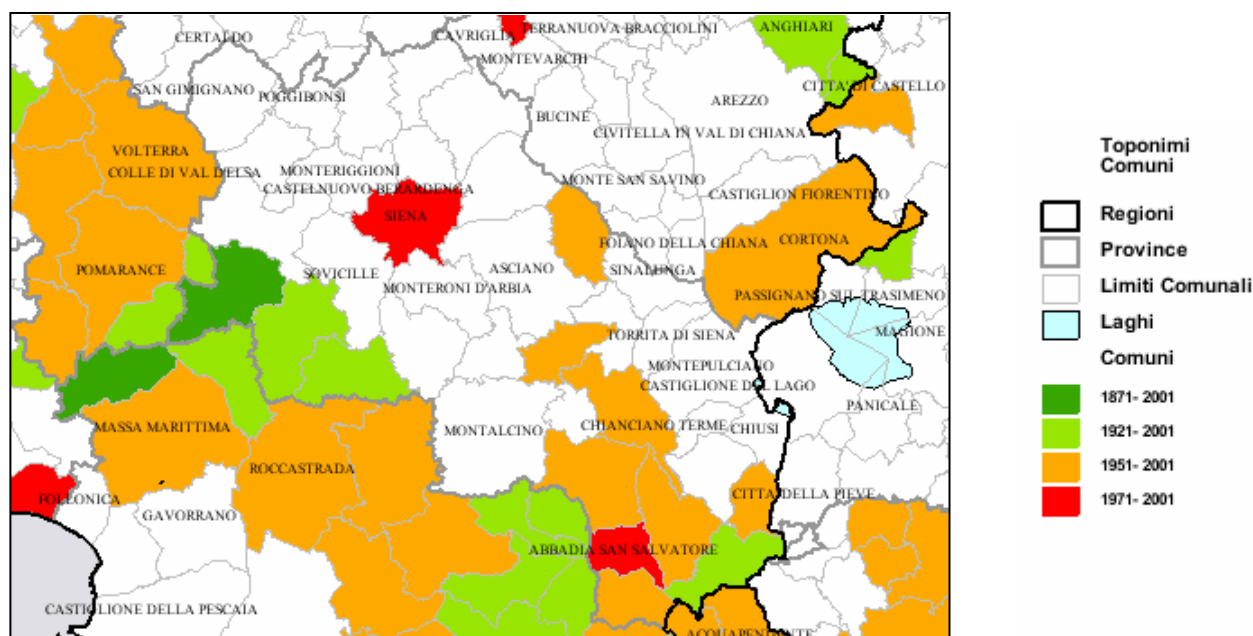 CERTALDO
CAVRIGLIA
TERRANUOVA BRACCIOLINI
ANGHIARI
MONTEVARCHI
SAN GIMIGNANO
POGGIBONSI
CITTA' DI CASTELLO
AREZZO
BUCINE
CIVITELLA IN VAL DI CHIANA
VOLTERRA
COLLE DI VAL D'ELSA
MONTERIGGIONI
CASTELNUOVO BERARDENGA
MONTE SAN SAVINO
CASTIGLION FIORENTINO
SIENA
FOIANO DELLA CHIANA
CORTONA
POMARANCE
SOVICILLE
ASCIANO
SINALUNGA
MONTERONI D'ARBIA
PASSIGNANO SUL TRASIMENO
TORRITA DI SIENA
MAGIONE
MONTEPULCIANO
CASTIGLIONE DEL LAGO
PANICALE
MASSA MARITTIMA
MONTALCINO
CHIANCIANO TERME
CHIUSI
ROCCASTRADA
FOLLONICA
CITTA' DELLA PIEVE
GAVORRANO
ABBADIA SAN SALVATORE
CASTIGLIONE DELLA PESCAIA
ACQUAPENDENTE
Toponimi
Comuni
Regioni
Province
Limiti Comunali
Laghi
Comuni
1871- 2001
1921- 2001
1951- 2001
1971- 2001